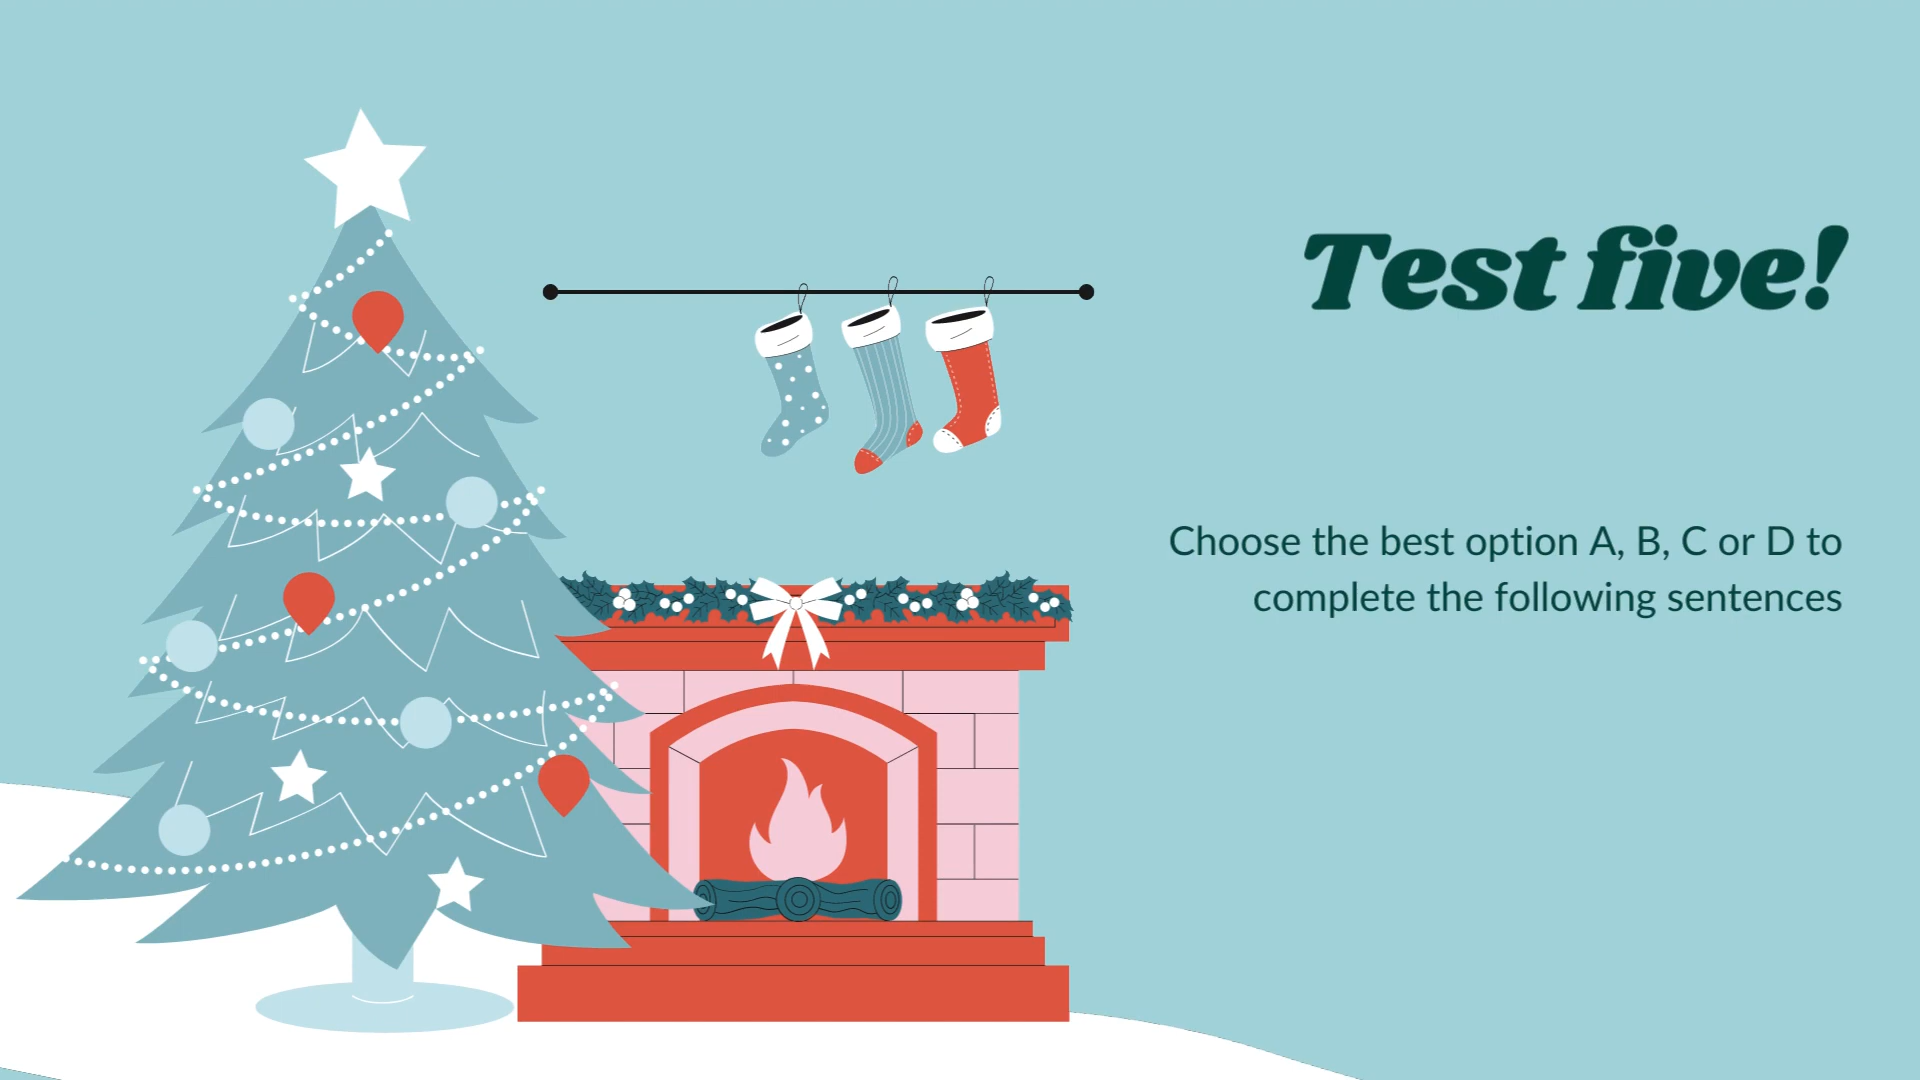 Test five!
Choose the best option A, B, C or D to
complete the following sentences